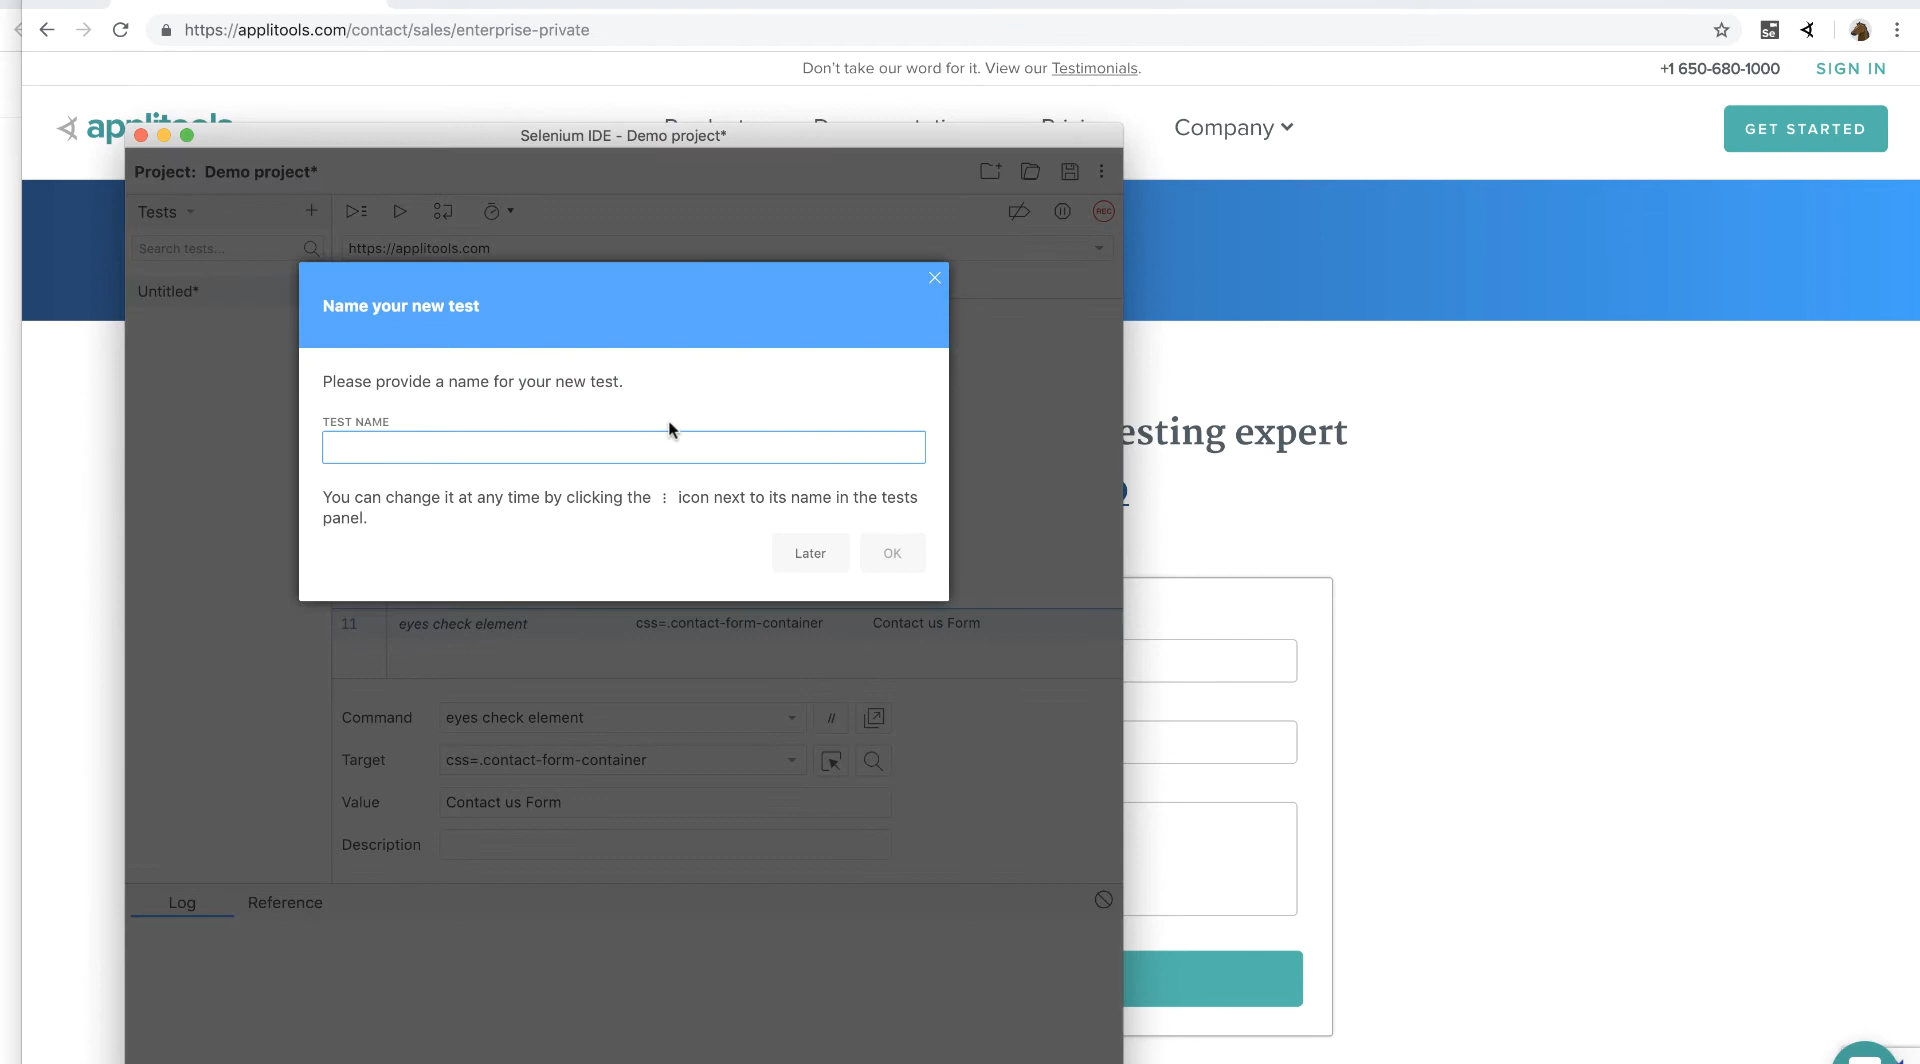 https://applitools.com/contact/sales/enterprise-private
Se
Don't take our word for it. View our Testimonials.
+1 650-680-1000
SIGN IN
applitools
Company
GET STARTED
Selenium IDE - Demo project*
Project: Demo project*
Tests
REC
Search tests...
https://applitools.com
Untitled*
Name your new test
Please provide a name for your new test.
TEST NAME
You can change it at any time by clicking the ⋮ icon next to its name in the tests
panel.
Later
OK
esting expert
11 eyes check element css=.contact-form-container Contact us Form
Command eyes check element //
Target css=.contact-form-container
Value Contact us Form
Description
Log
Reference